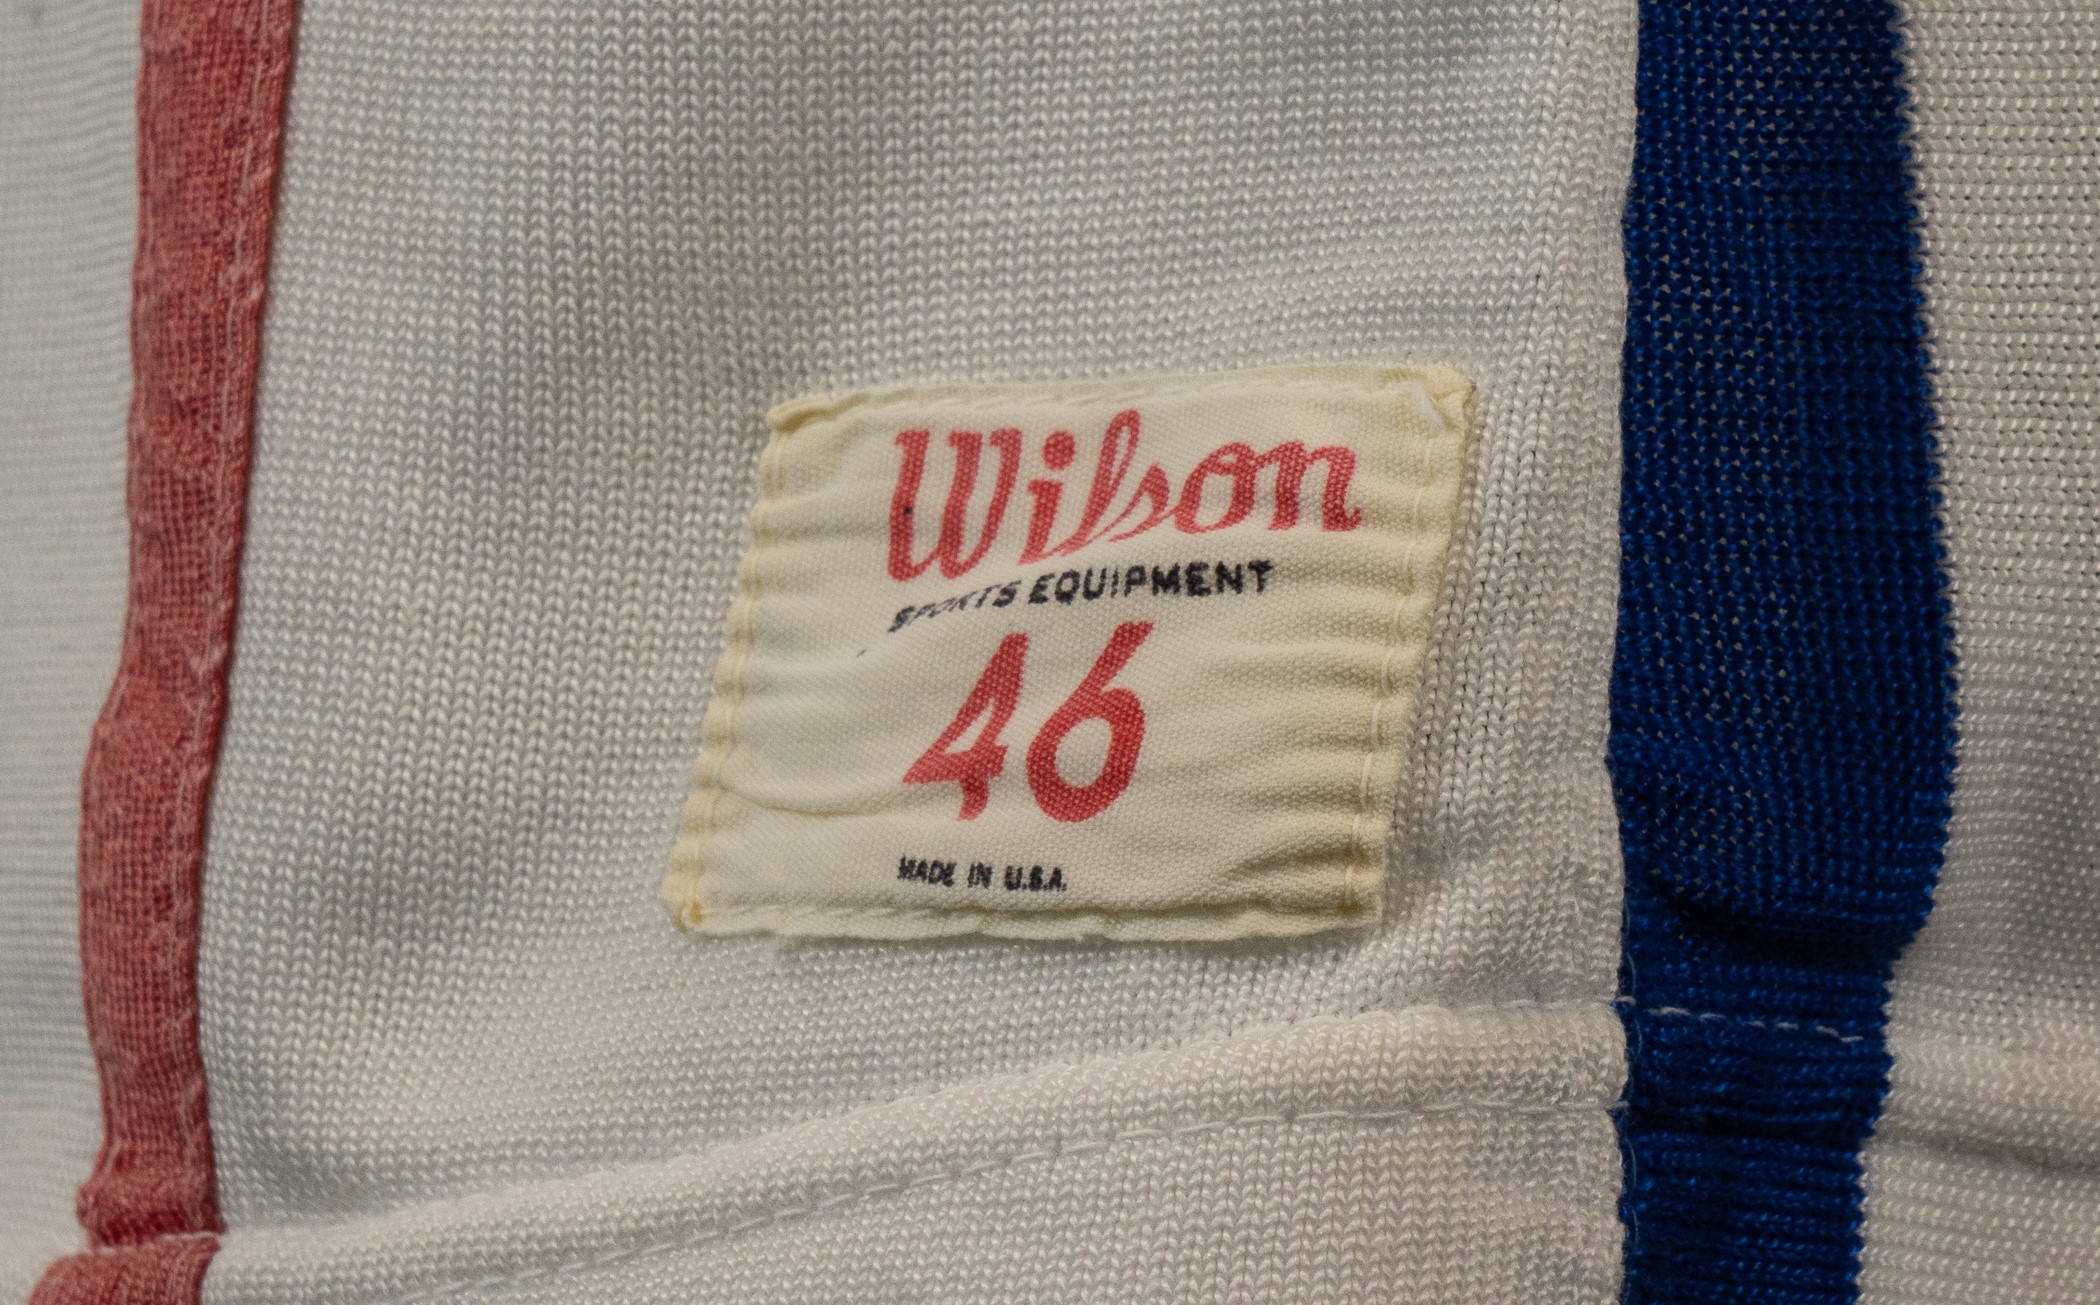 Wilson
SPORTS EQUIPMENT
46
MADE IN U.S.A.